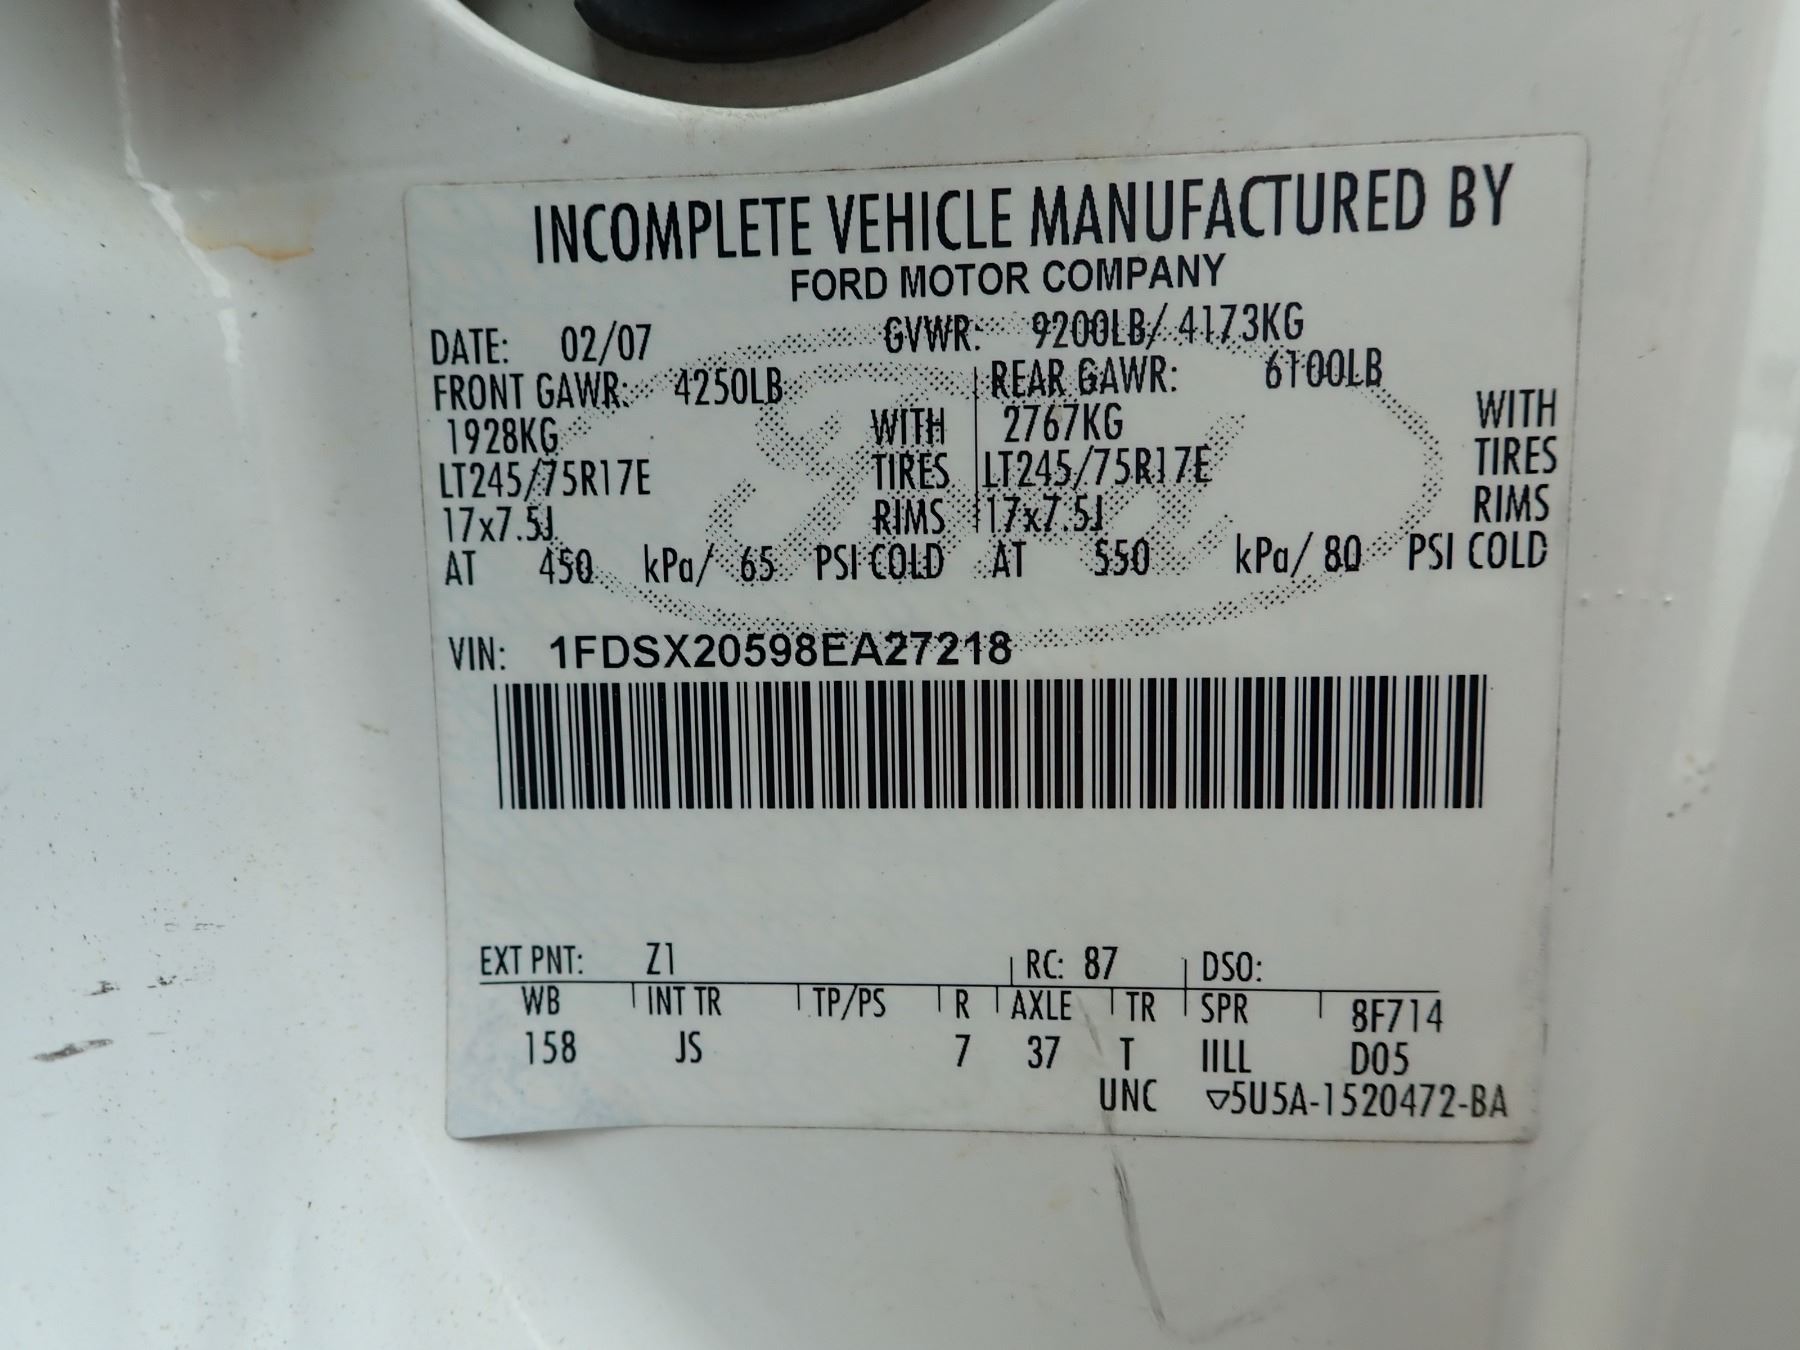 INCOMPLETE VEHICLE MANUFACTURED BY
FORD MOTOR COMPANY
DATE: 02/07 GVWR: 9200LB/ 4173KG
FRONT GAWR: 4250LB REAR GAWR: 6100LB
1928KG WITH 2767KG WITH
LT245/75R17E TIRES LT245/75R17E TIRES
17x7.5J RIMS 17x7.5J RIMS
AT 450 kPa/ 65 PSI COLD AT 550 kPa/ 80 PSI COLD
VIN: 1FDSX20598EA27218
EXT PNT: Z1 RC: 87 DSO:
WB INT TR TP/PS R AXLE TR SPR 8F714
158 JS 7 37 T IILL D05
UNC ▽5U5A-1520472-BA